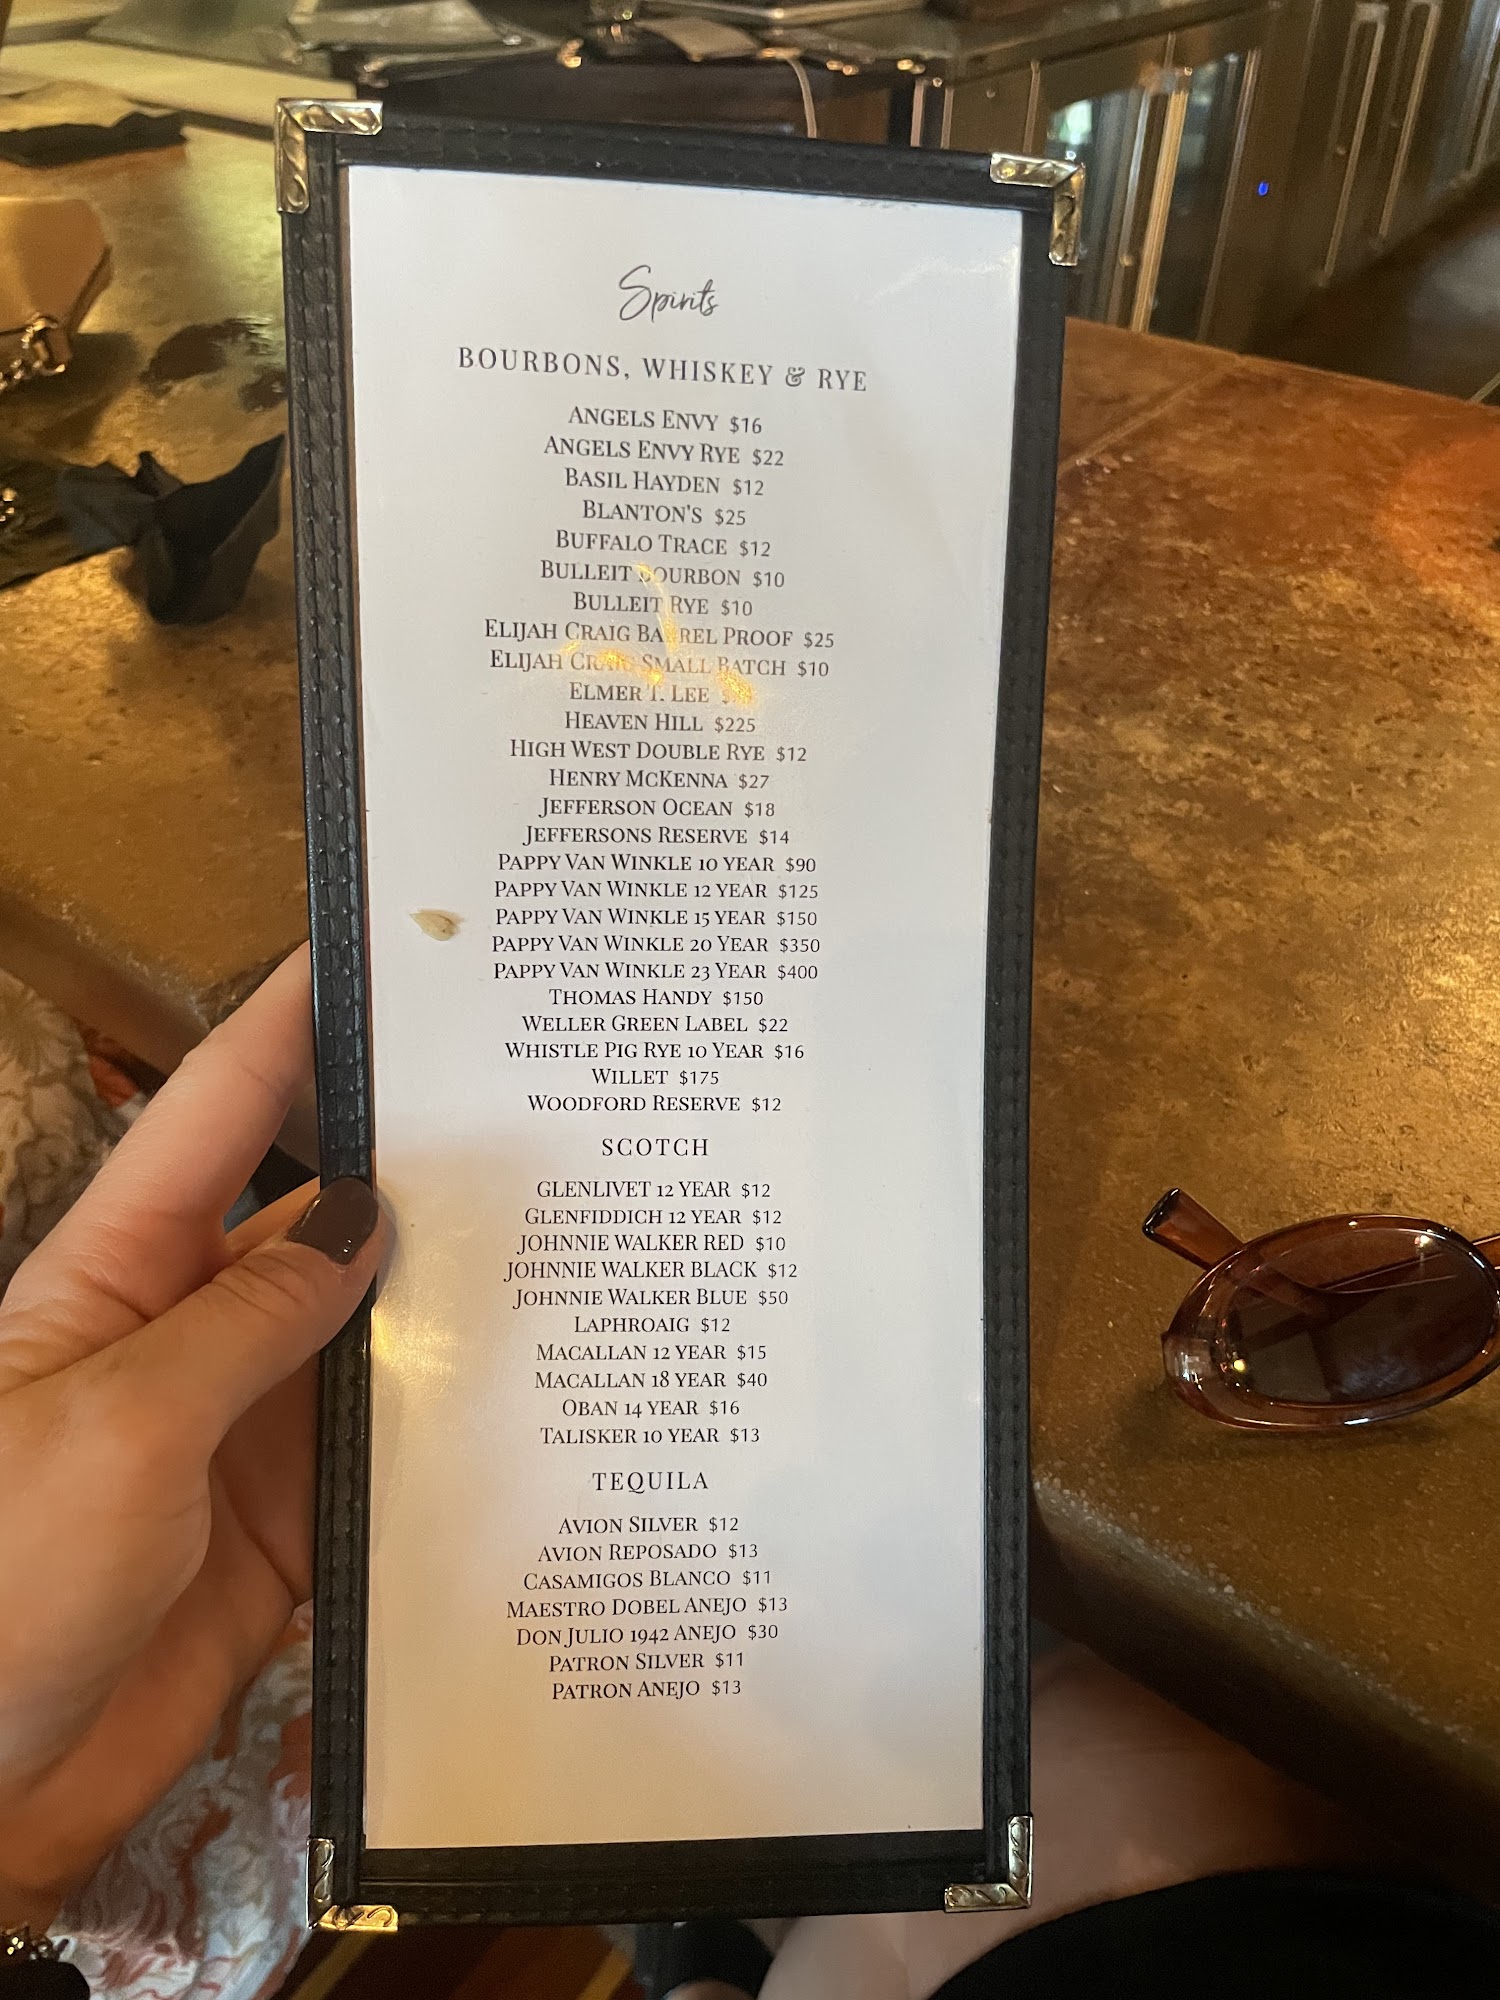 Spirits
BOURBONS, WHISKEY & RYE
ANGELS ENVY $16
ANGELS ENVY RYE $22
BASIL HAYDEN $12
BLANTON'S $25
BUFFALO TRACE $12
BULLEIT BOURBON $10
BULLEIT RYE $10
ELIJAH CRAIG BARREL PROOF $25
ELIJAH CRAIG SMALL BATCH $10
ELMER T. LEE
HEAVEN HILL $225
HIGH WEST DOUBLE RYE $12
HENRY MCKENNA $27
JEFFERSON OCEAN $18
JEFFERSONS RESERVE $14
PAPPY VAN WINKLE 10 YEAR $90
PAPPY VAN WINKLE 12 YEAR $125
PAPPY VAN WINKLE 15 YEAR $150
PAPPY VAN WINKLE 20 YEAR $350
PAPPY VAN WINKLE 23 YEAR $400
THOMAS HANDY $150
WELLER GREEN LABEL $22
WHISTLE PIG RYE 10 YEAR $16
WILLET $175
WOODFORD RESERVE $12
SCOTCH
GLENLIVET 12 YEAR $12
GLENFIDDICH 12 YEAR $12
JOHNNIE WALKER RED $10
JOHNNIE WALKER BLACK $12
JOHNNIE WALKER BLUE $50
LAPHROAIG $12
MACALLAN 12 YEAR $15
MACALLAN 18 YEAR $40
OBAN 14 YEAR $16
TALISKER 10 YEAR $13
TEQUILA
AVION SILVER $12
AVION REPOSADO $13
CASAMIGOS BLANCO $11
MAESTRO DOBEL ANEJO $13
DON JULIO 1942 ANEJO $30
PATRON SILVER $11
PATRON ANEJO $13